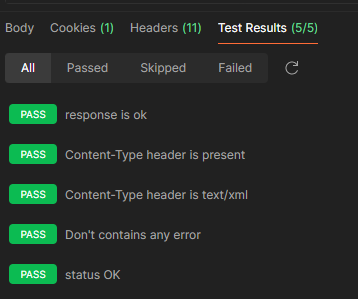 Body Cookies (1) Headers (11) Test Results (5/5)
All Passed Skipped Failed
PASS response is ok
PASS Content-Type header is present
PASS Content-Type header is text/xml
PASS Don't contains any error
PASS status OK